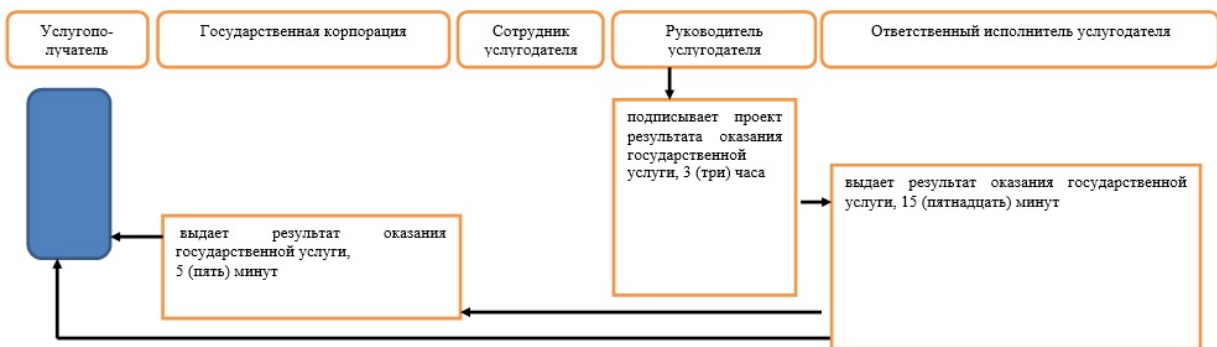 Услугопо-
лучатель
Государственная корпорация
Сотрудник
услугодателя
Руководитель
услугодателя
Ответственный исполнитель услугодателя
подписывает проект
результата оказания
государственной
услуги, 3 (три) часа
выдает результат оказания государственной
услуги, 15 (пятнадцать) минут
выдает результат оказания
государственной услуги,
5 (пять) минут